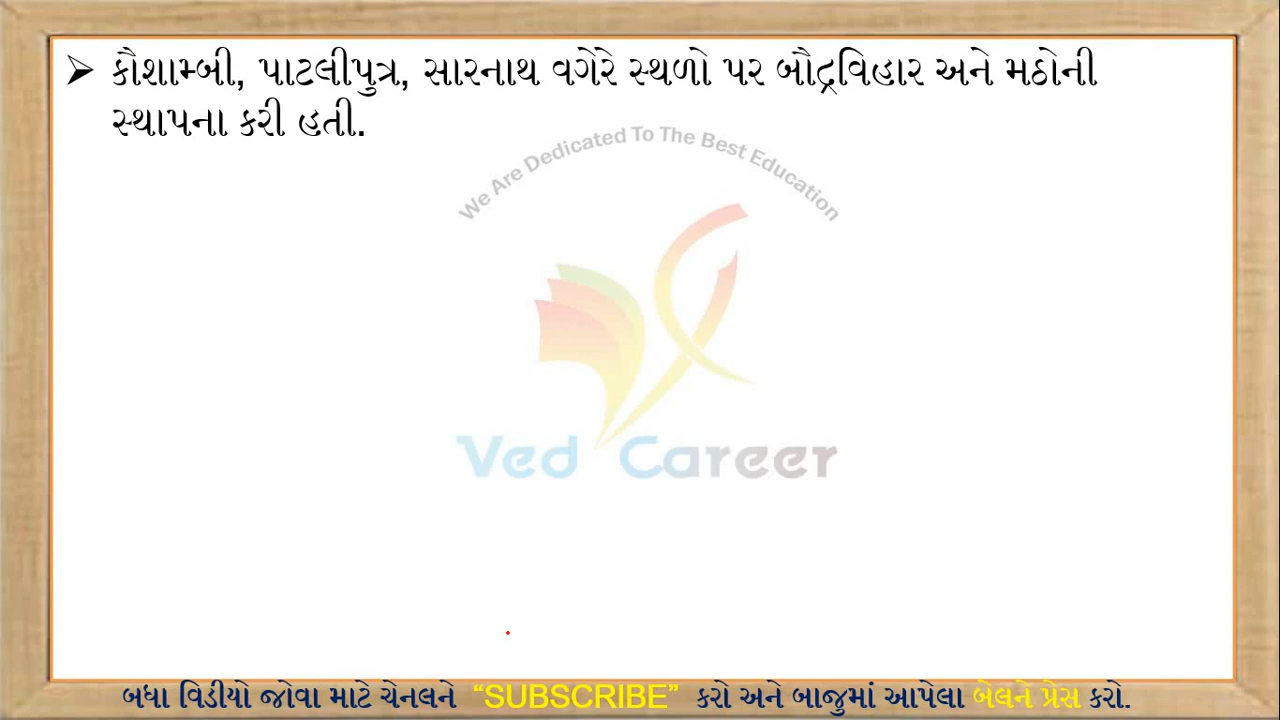 ➢ કૌશામ્બી, પાટલીપુત્ર, સારનાથ વગેરે સ્થળો પર બૌદ્રવિહાર અને મઠોની
સ્થાપના કરી હતી.
We Are Dedicated To The Best Education
Ved Career
બધા વિડીયો જોવા માટે ચેનલને “SUBSCRIBE” કરો અને બાજુમાં આપેલા બેલને પ્રેસ કરો.